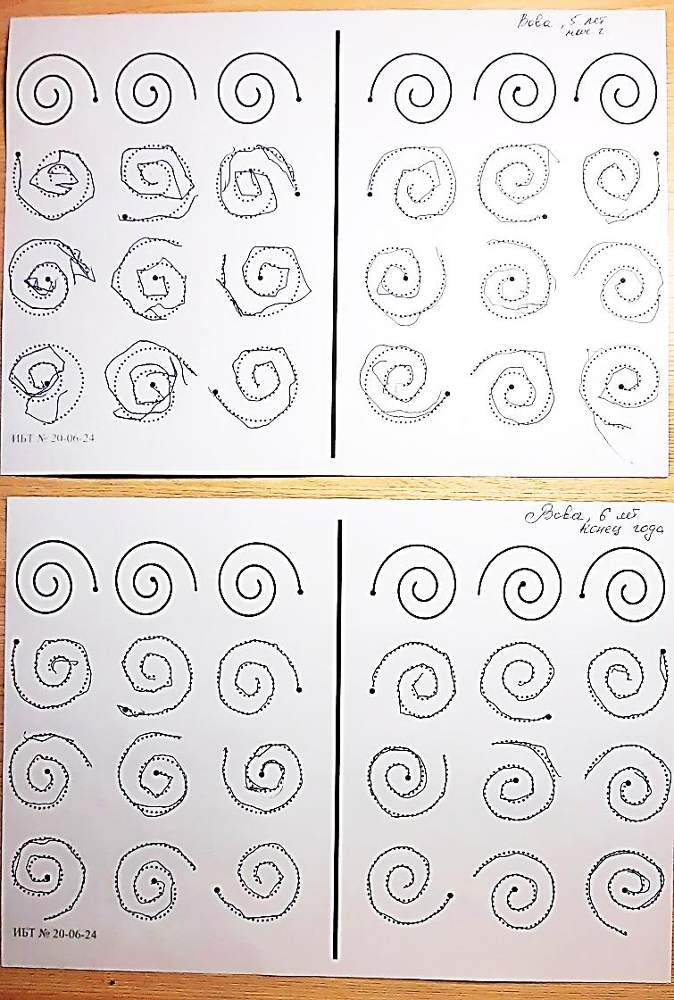 Вова, 5 лет
ИБТ № 20-06-24
Вова, 6 лет
конец года
ИБТ № 20-06-24